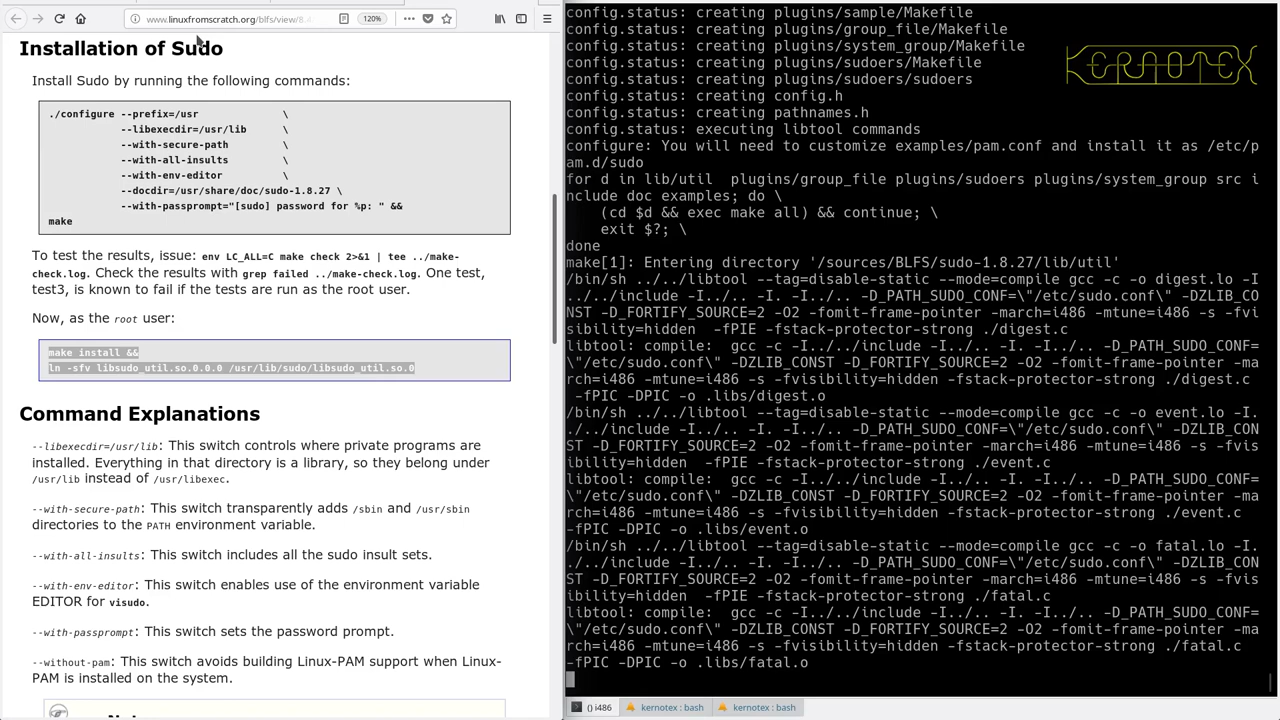 www.linuxfromscratch.org/blfs/view/8.4
120%
Installation of Sudo
Install Sudo by running the following commands:
./configure --prefix=/usr \
--libexecdir=/usr/lib \
--with-secure-path \
--with-all-insults \
--with-env-editor \
--docdir=/usr/share/doc/sudo-1.8.27 \
--with-passprompt="[sudo] password for %p: " &&
make
To test the results, issue: env LC_ALL=C make check 2>&1 | tee ../make-
check.log. Check the results with grep failed ../make-check.log. One test,
test3, is known to fail if the tests are run as the root user.
Now, as the root user:
make install &&
ln -sfv libsudo_util.so.0.0.0 /usr/lib/sudo/libsudo_util.so.0
Command Explanations
--libexecdir=/usr/lib: This switch controls where private programs are
installed. Everything in that directory is a library, so they belong under
/usr/lib instead of /usr/libexec.
--with-secure-path: This switch transparently adds /sbin and /usr/sbin
directories to the PATH environment variable.
--with-all-insults: This switch includes all the sudo insult sets.
--with-env-editor: This switch enables use of the environment variable
EDITOR for visudo.
--with-passprompt: This switch sets the password prompt.
--without-pam: This switch avoids building Linux-PAM support when Linux-
PAM is installed on the system.
config.status: creating plugins/sample/Makefile
config.status: creating plugins/group_file/Makefile
config.status: creating plugins/system_group/Makefile
config.status: creating plugins/sudoers/Makefile
config.status: creating plugins/sudoers/sudoers
config.status: creating config.h
config.status: creating pathnames.h
config.status: executing libtool commands
configure: You will need to customize examples/pam.conf and install it as /etc/p
am.d/sudo
for d in lib/util  plugins/group_file plugins/sudoers plugins/system_group src i
nclude doc examples; do \
(cd $d && exec make all) && continue; \
exit $?; \
done
make[1]: Entering directory '/sources/BLFS/sudo-1.8.27/lib/util'
/bin/sh ../../libtool --tag=disable-static --mode=compile gcc -c -o digest.lo -I
../../include -I../.. -I. -I../.. -D_PATH_SUDO_CONF=\"/etc/sudo.conf\" -DZLIB_CO
NST -D_FORTIFY_SOURCE=2 -O2 -fomit-frame-pointer -march=i486 -mtune=i486 -s -fvi
sibility=hidden  -fPIE -fstack-protector-strong ./digest.c
libtool: compile:  gcc -c -I../../include -I../.. -I. -I../.. -D_PATH_SUDO_CONF=
\"/etc/sudo.conf\" -DZLIB_CONST -D_FORTIFY_SOURCE=2 -O2 -fomit-frame-pointer -ma
rch=i486 -mtune=i486 -s -fvisibility=hidden -fstack-protector-strong ./digest.c
-fPIC -DPIC -o .libs/digest.o
/bin/sh ../../libtool --tag=disable-static --mode=compile gcc -c -o event.lo -I.
./../include -I../.. -I. -I../.. -D_PATH_SUDO_CONF=\"/etc/sudo.conf\" -DZLIB_CON
ST -D_FORTIFY_SOURCE=2 -O2 -fomit-frame-pointer -march=i486 -mtune=i486 -s -fvis
ibility=hidden  -fPIE -fstack-protector-strong ./event.c
libtool: compile:  gcc -c -I../../include -I../.. -I. -I../.. -D_PATH_SUDO_CONF=
\"/etc/sudo.conf\" -DZLIB_CONST -D_FORTIFY_SOURCE=2 -O2 -fomit-frame-pointer -ma
rch=i486 -mtune=i486 -s -fvisibility=hidden -fstack-protector-strong ./event.c
-fPIC -DPIC -o .libs/event.o
/bin/sh ../../libtool --tag=disable-static --mode=compile gcc -c -o fatal.lo -I.
./../include -I../.. -I. -I../.. -D_PATH_SUDO_CONF=\"/etc/sudo.conf\" -DZLIB_CON
ST -D_FORTIFY_SOURCE=2 -O2 -fomit-frame-pointer -march=i486 -mtune=i486 -s -fvis
ibility=hidden  -fPIE -fstack-protector-strong ./fatal.c
libtool: compile:  gcc -c -I../../include -I../.. -I. -I../.. -D_PATH_SUDO_CONF=
\"/etc/sudo.conf\" -DZLIB_CONST -D_FORTIFY_SOURCE=2 -O2 -fomit-frame-pointer -ma
rch=i486 -mtune=i486 -s -fvisibility=hidden -fstack-protector-strong ./fatal.c
-fPIC -DPIC -o .libs/fatal.o
KERNOTEX
() i486
kernotex : bash
kernotex : bash